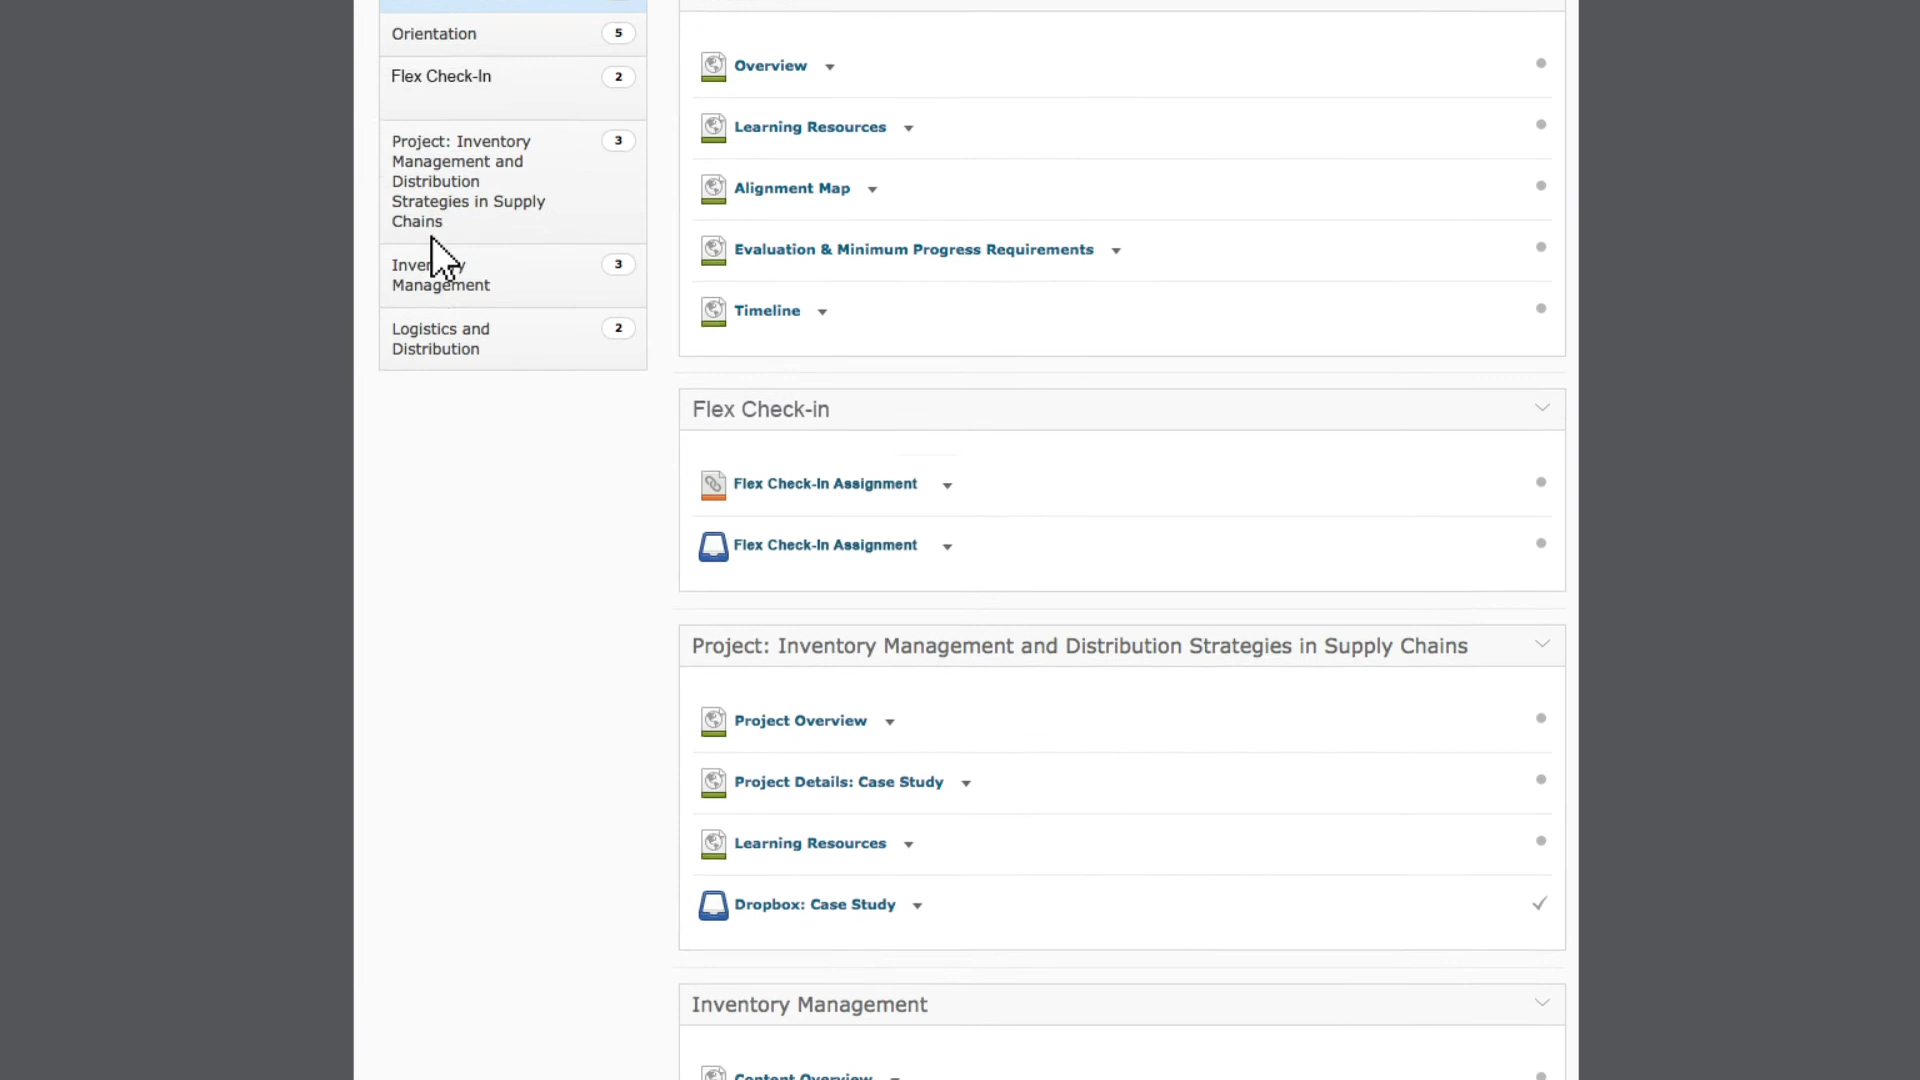 Orientation
5
Flex Check-In
2
Project: Inventory
3
Management and
Distribution
Strategies in Supply
Chains
Inventory
3
Management
Logistics and
2
Distribution
Overview
Learning Resources
Alignment Map
Evaluation & Minimum Progress Requirements
Timeline
Flex Check-in
Flex Check-In Assignment
Flex Check-In Assignment
Project: Inventory Management and Distribution Strategies in Supply Chains
Project Overview
Project Details: Case Study
Learning Resources
Dropbox: Case Study
Inventory Management
Content Overview